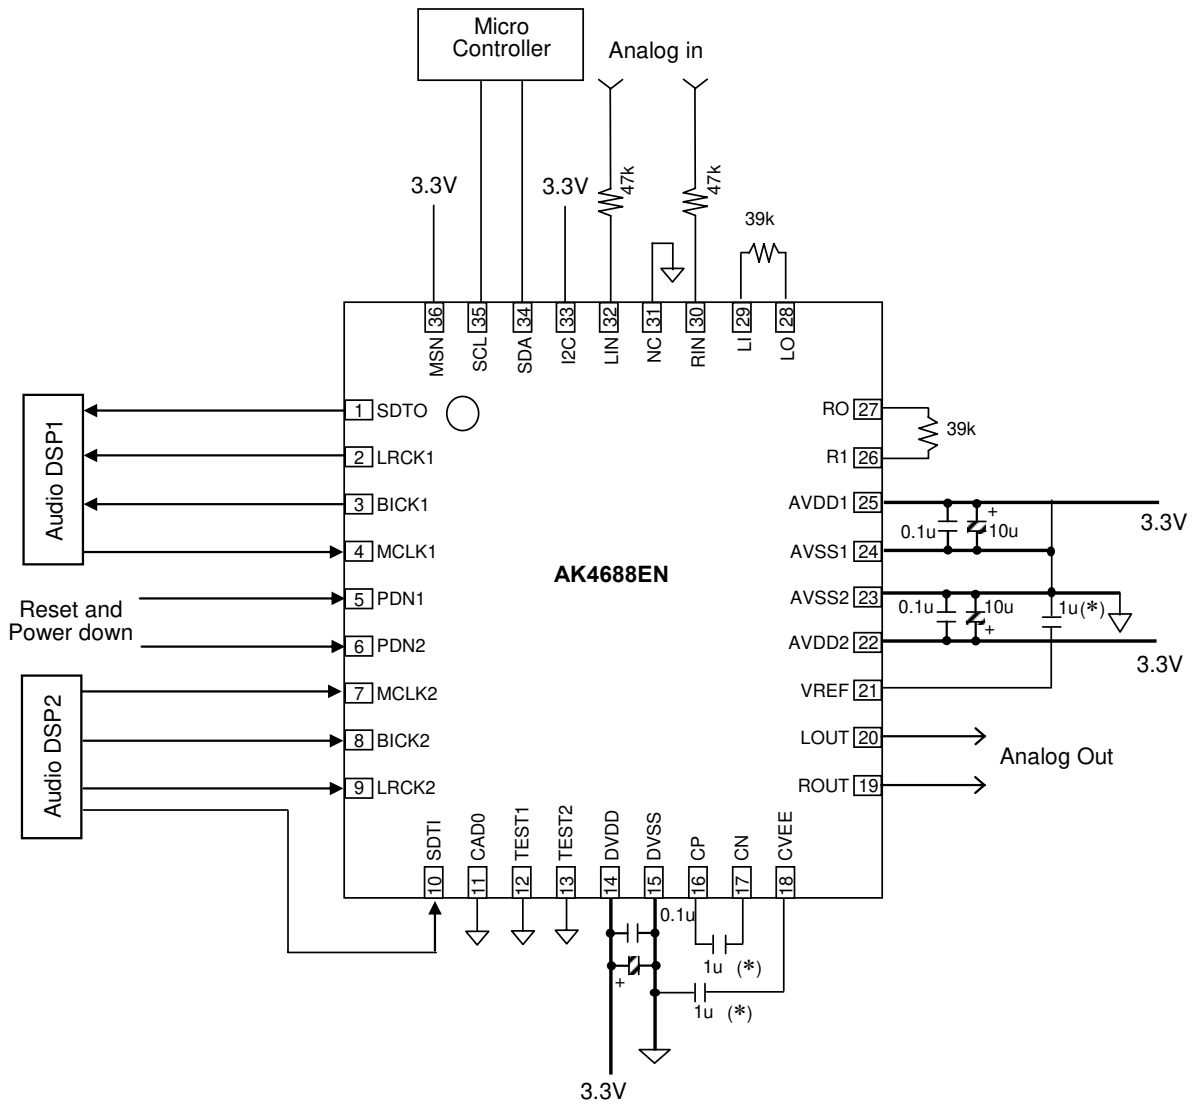 Micro
Controller
Analog in
3.3V
3.3V
47k
47k
39k
36
35
34
33
32
31
30
29
28
MSN
SCL
SDA
I2C
LIN
NC
RIN
LI
LO
Audio DSP1
1 SDTO
2 LRCK1
3 BICK1
4 MCLK1
Reset and
Power down
5 PDN1
6 PDN2
Audio DSP2
7 MCLK2
8 BICK2
9 LRCK2
AK4688EN
RO 27
39k
R1 26
AVDD1 25
3.3V
0.1u
+
10u
AVSS1 24
AVSS2 23
0.1u
10u
+
1u(*)
AVDD2 22
3.3V
VREF 21
LOUT 20
Analog Out
ROUT 19
SDTI
CAD0
TEST1
TEST2
DVDD
DVSS
CP
CN
CVEE
10
11
12
13
14
15
16
17
18
0.1u
1u (*)
+
1u (*)
3.3V